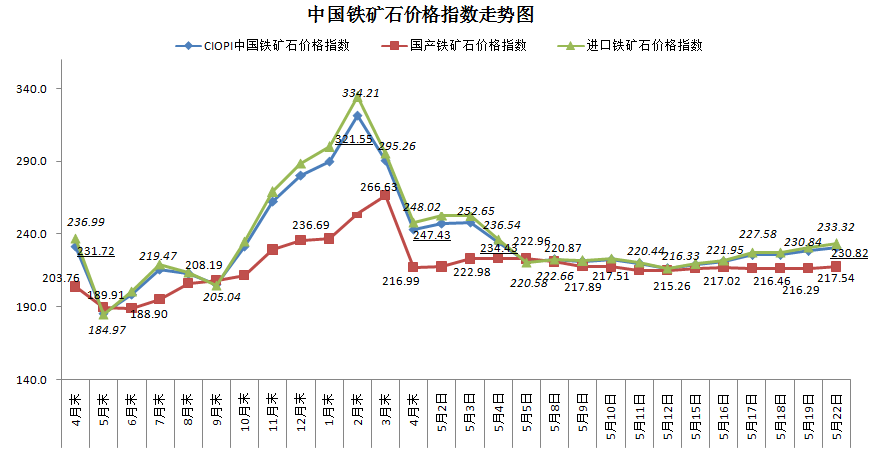 中国铁矿石价格指数走势图
CIOPI中国铁矿石价格指数 国产铁矿石价格指数 进口铁矿石价格指数
340.0
290.0
240.0
190.0
140.0
236.99
231.72
203.76
189.91
184.97
188.90
219.47
208.19
205.04
236.69
334.21
321.55
295.26
266.63
248.02
247.43
216.99
252.65
222.98
236.54
234.43
222.96
220.58
220.87
222.66
217.89
217.51
220.44
215.26
216.33
221.95
217.02
227.58
216.46
230.84
216.29
233.32
230.82
217.54
4月末
5月末
6月末
7月末
8月末
9月末
10月末
11月末
12月末
1月末
2月末
3月末
4月末
5月2日
5月3日
5月4日
5月5日
5月8日
5月9日
5月10日
5月11日
5月12日
5月15日
5月16日
5月17日
5月18日
5月19日
5月22日